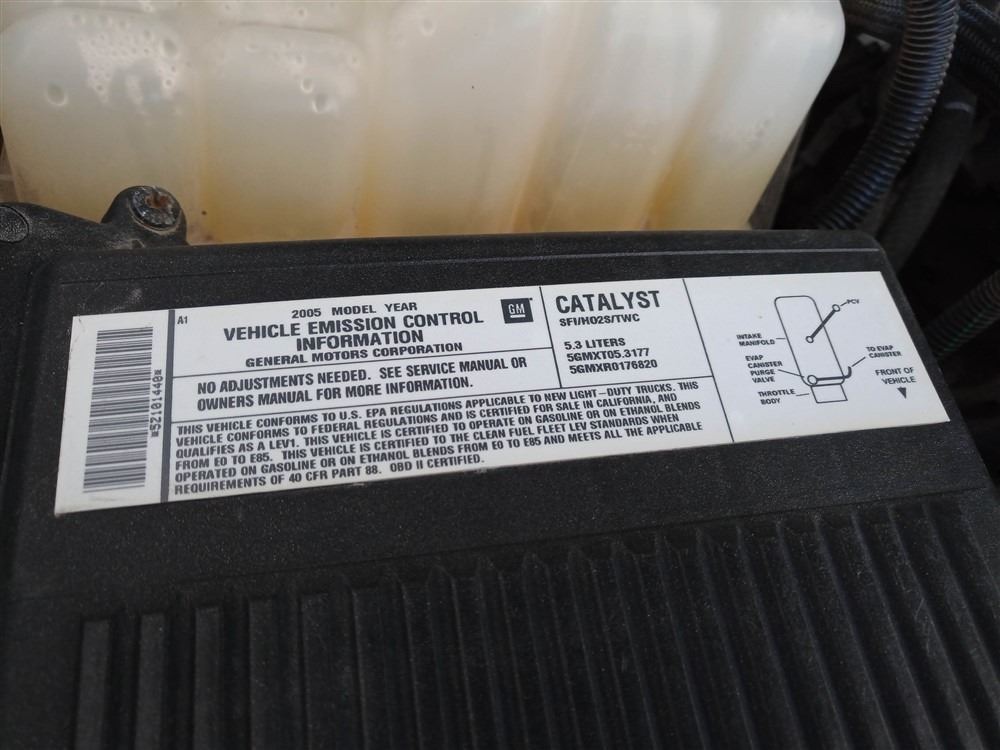 *52101440*
A1
2005 MODEL YEAR
VEHICLE EMISSION CONTROL
INFORMATION
GENERAL MOTORS CORPORATION
GM
NO ADJUSTMENTS NEEDED. SEE SERVICE MANUAL OR
OWNERS MANUAL FOR MORE INFORMATION.
CATALYST
SFI/HO2S/TWC
5.3 LITERS
5GMXT05.3177
5GMXR0176820
THIS VEHICLE CONFORMS TO U.S. EPA REGULATIONS APPLICABLE TO NEW LIGHT-DUTY TRUCKS. THIS
VEHICLE CONFORMS TO FEDERAL REGULATIONS AND IS CERTIFIED FOR SALE IN CALIFORNIA, AND
QUALIFIES AS A LEV1. THIS VEHICLE IS CERTIFIED TO OPERATE ON GASOLINE OR ON ETHANOL BLENDS
FROM E0 TO E85. THIS VEHICLE IS CERTIFIED TO THE CLEAN FUEL FLEET LEV STANDARDS WHEN
OPERATED ON GASOLINE OR ON ETHANOL BLENDS FROM E0 TO E85 AND MEETS ALL THE APPLICABLE
REQUIREMENTS OF 40 CFR PART 88. OBD II CERTIFIED.
PCV
INTAKE
MANIFOLD
EVAP
CANISTER
PURGE
VALVE
THROTTLE
BODY
TO EVAP
CANISTER
FRONT OF
VEHICLE